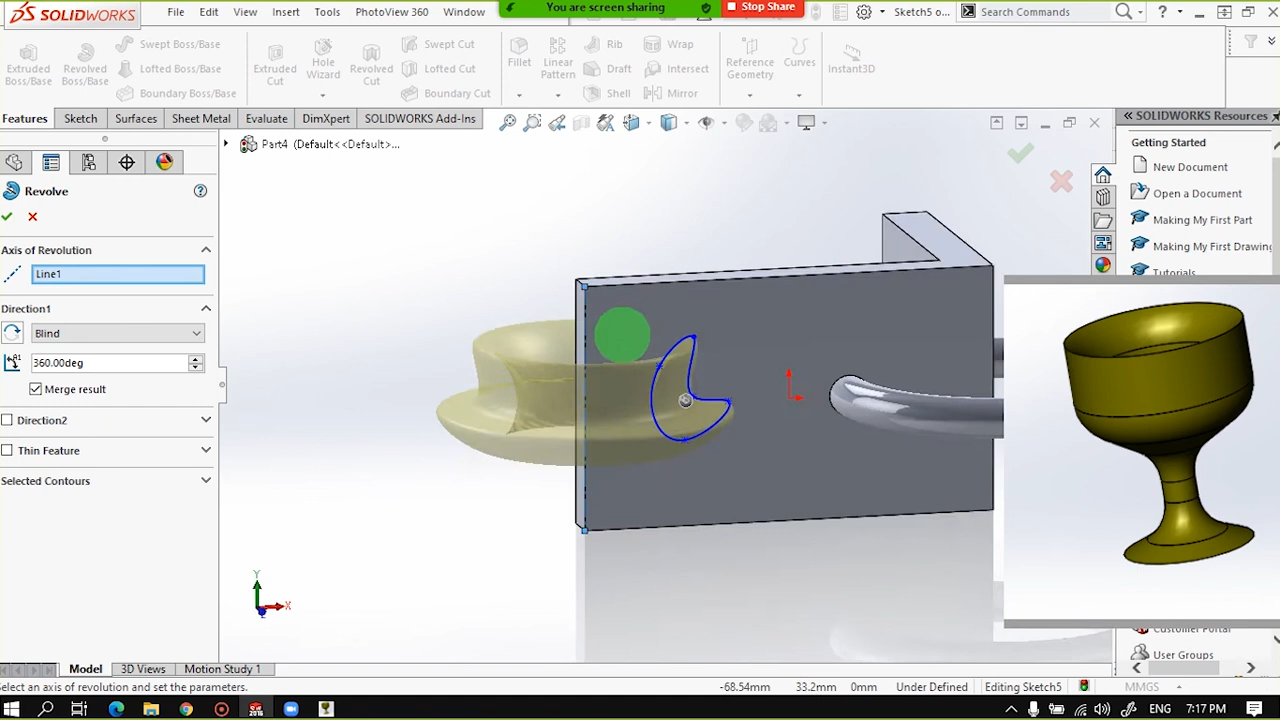 SOLIDWORKS
File Edit View Insert Tools PhotoView 360 Window
You are screen sharing
Stop Share
Sketch5 o...
Search Commands
Extruded Boss/Base
Revolved Boss/Base
Swept Boss/Base
Lofted Boss/Base
Boundary Boss/Base
Extruded Cut
Hole Wizard
Revolved Cut
Swept Cut
Lofted Cut
Boundary Cut
Fillet
Linear Pattern
Rib
Draft
Shell
Wrap
Intersect
Mirror
Reference Geometry
Curves
Instant3D
Features Sketch Surfaces Sheet Metal Evaluate DimXpert SOLIDWORKS Add-Ins
SOLIDWORKS Resources
Part4 (Default<<Default>...
Getting Started
New Document
Open a Document
Making My First Part
Making My First Drawing
Tutorials
Revolve
Axis of Revolution
Line1
Direction1
Blind
360.00deg
Merge result
Direction2
Thin Feature
Selected Contours
Y
X
Customer Portal
User Groups
Model 3D Views Motion Study 1
Select an axis of revolution and set the parameters.
-68.54mm 33.2mm 0mm Under Defined Editing Sketch5 MMGS
2016
ENG 7:17 PM